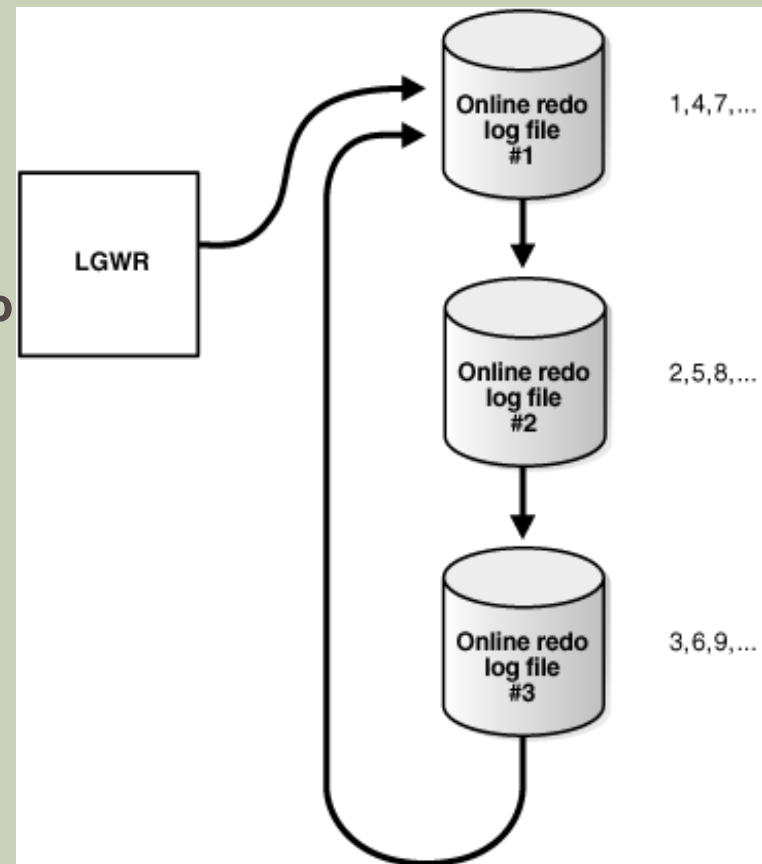 Online redo
log file
#1
1,4,7,...
LGWR
Online redo
log file
#2
2,5,8,...
Online redo
log file
#3
3,6,9,...